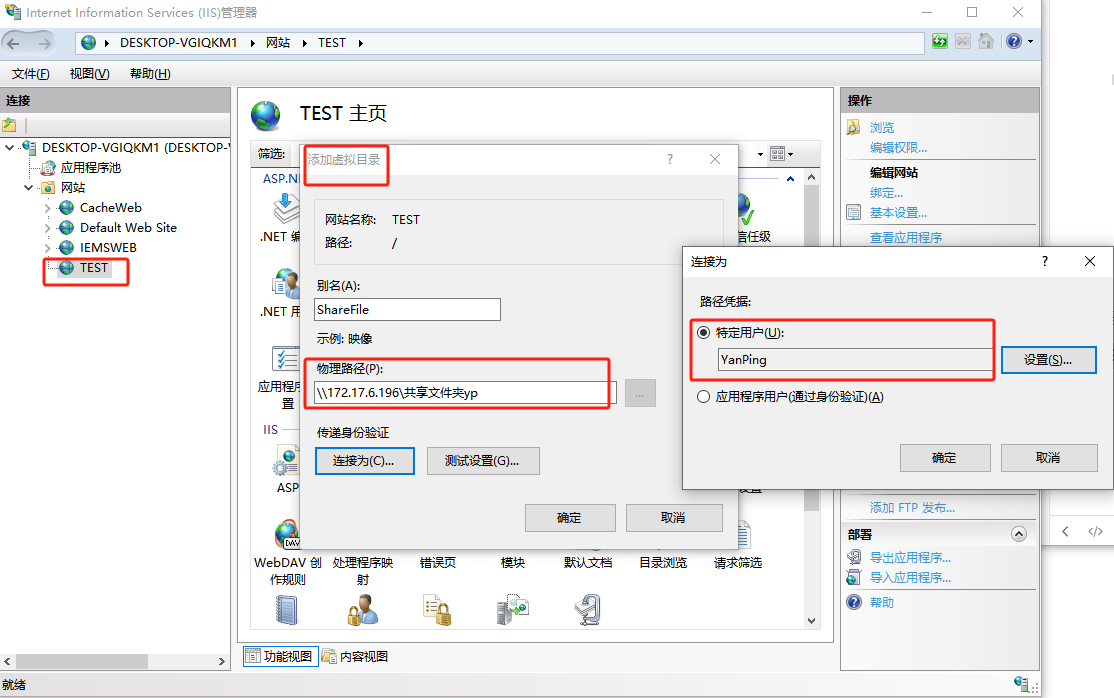 Internet Information Services (IIS)管理器
DESKTOP-VGIQKM1 网站 TEST
文件(F) 视图(V) 帮助(H)
连接
DESKTOP-VGIQKM1 (DESKTOP-
应用程序池
网站
CacheWeb
Default Web Site
IEMSWEB
TEST
TEST 主页
筛选:
ASP.N
.NET 编
信任级
.NET 用
应用程序
置
IIS
ASP
设置
WebDAV 创作规则
处理程序映射
错误页
模块
默认文档
目录浏览
请求筛选
DAV
添加虚拟目录
?
网站名称: TEST
路径: /
别名(A):
ShareFile
示例: 映像
物理路径(P):
\\172.17.6.196\共享文件夹yp
...
传递身份验证
连接为(C)...
测试设置(G)...
确定
取消
连接为
?
路径凭据:
特定用户(U):
YanPing
设置(S)...
应用程序用户(通过身份验证)(A)
确定
取消
操作
浏览
编辑权限...
编辑网站
绑定...
基本设置...
查看应用程序
添加 FTP 发布...
部署
导出应用程序...
导入应用程序...
帮助
功能视图
内容视图
就绪